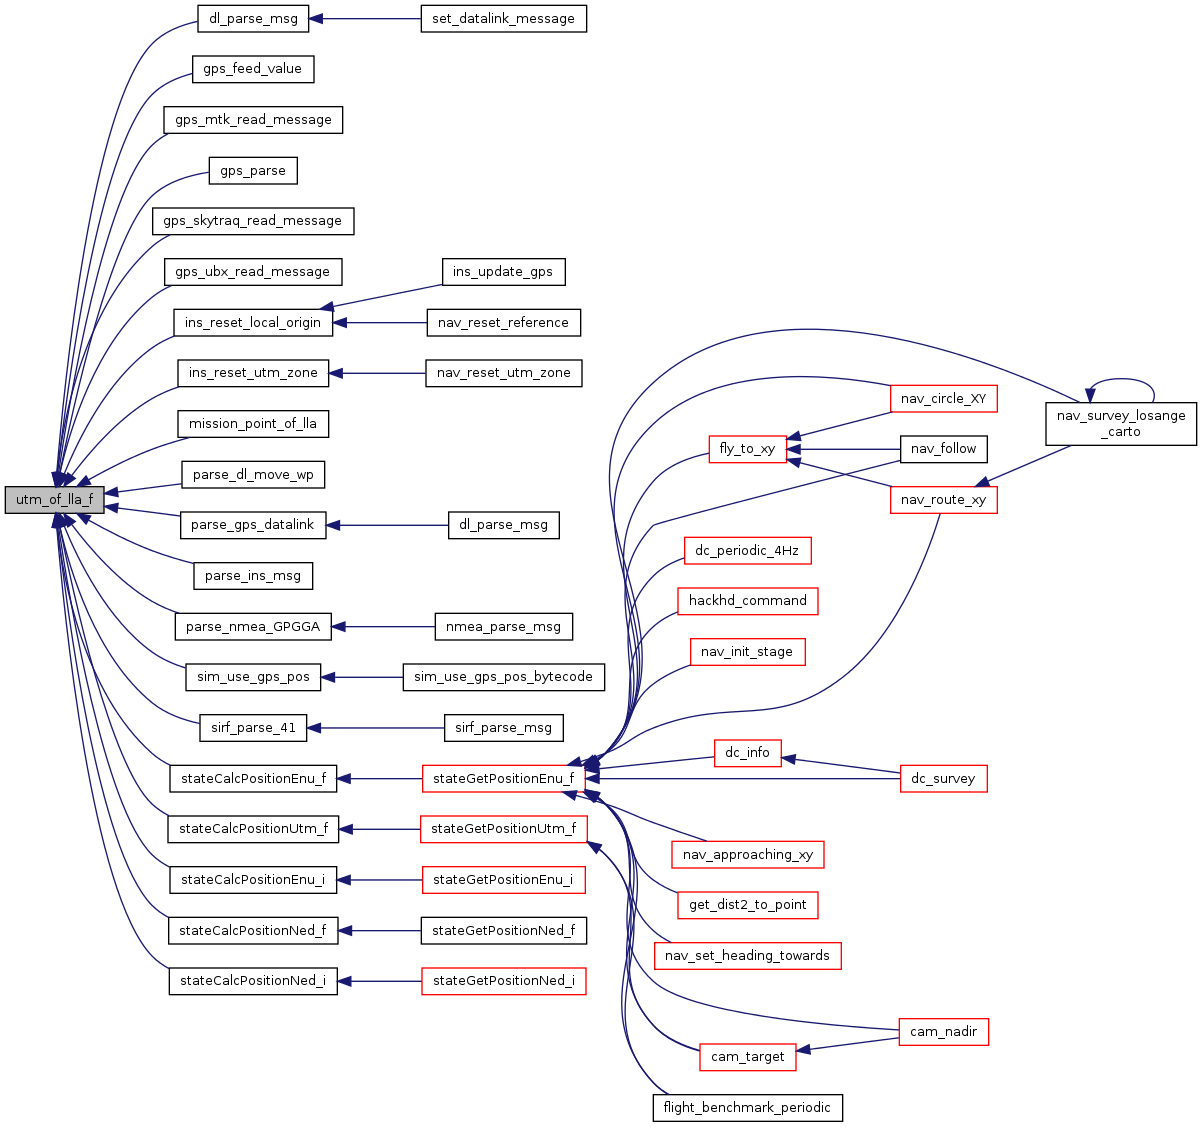 dl_parse_msg
set_datalink_message
gps_feed_value
gps_mtk_read_message
gps_parse
gps_skytraq_read_message
gps_ubx_read_message
ins_update_gps
ins_reset_local_origin
nav_reset_reference
ins_reset_utm_zone
nav_reset_utm_zone
nav_circle_XY
nav_survey_losange
_carto
mission_point_of_lla
fly_to_xy
nav_follow
parse_dl_move_wp
utm_of_lla_f
nav_route_xy
parse_gps_datalink
dl_parse_msg
dc_periodic_4Hz
parse_ins_msg
hackhd_command
parse_nmea_GPGGA
nmea_parse_msg
nav_init_stage
sim_use_gps_pos
sim_use_gps_pos_bytecode
sirf_parse_41
sirf_parse_msg
dc_info
stateCalcPositionEnu_f
stateGetPositionEnu_f
dc_survey
stateCalcPositionUtm_f
stateGetPositionUtm_f
nav_approaching_xy
stateCalcPositionEnu_i
stateGetPositionEnu_i
get_dist2_to_point
stateCalcPositionNed_f
stateGetPositionNed_f
nav_set_heading_towards
stateCalcPositionNed_i
stateGetPositionNed_i
cam_nadir
cam_target
flight_benchmark_periodic